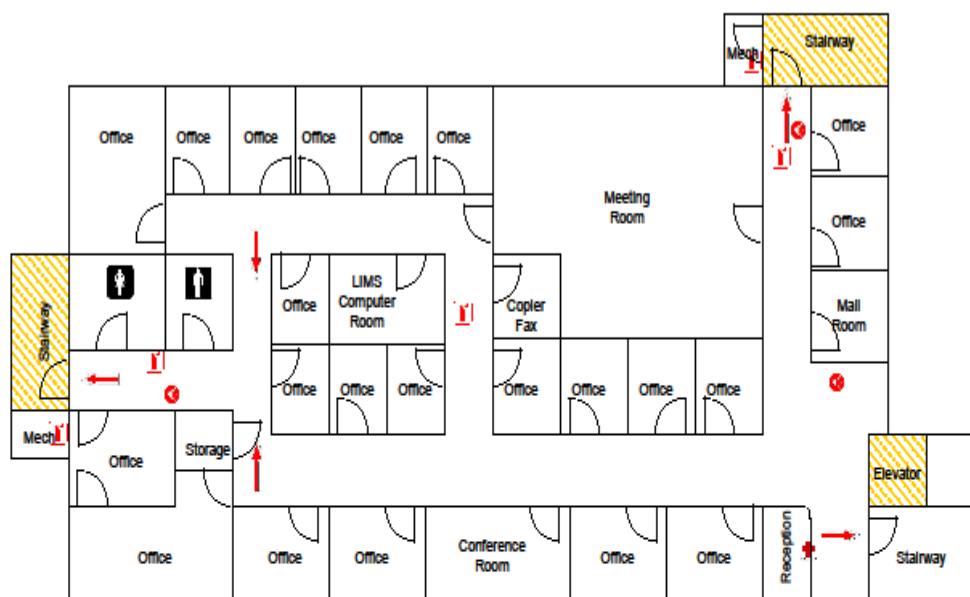 Stairway
Mech
Office
Office
Office
Office
Office
Office
Office
Meeting
Room
Office
Office
LIMS
Computer
Room
Copier
Fax
Mail
Room
Stairway
Office
Office
Office
Office
Office
Office
Office
Mech
Office
Storage
Elevator
Office
Office
Office
Conference
Room
Office
Office
Reception
Stairway